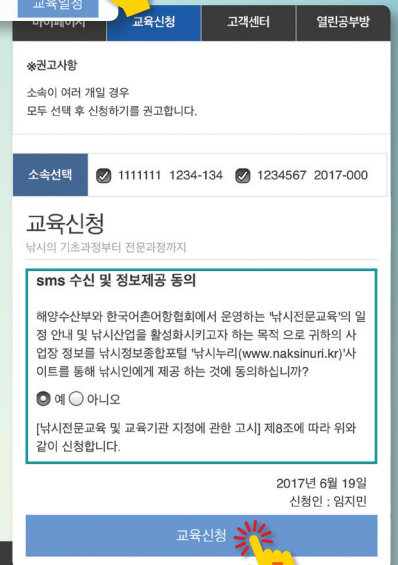 교육일정
마이페이지 교육신청 고객센터 열린공부방
※권고사항
소속이 여러 개일 경우
모두 선택 후 신청하기를 권고합니다.
소속선택 1111111 1234-134 1234567 2017-000
교육신청
낚시의 기초과정부터 전문과정까지
sms 수신 및 정보제공 동의
해양수산부와 한국어촌어항협회에서 운영하는 '낚시전문교육'의 일
정 안내 및 낚시산업을 활성화시키고자 하는 목적 으로 귀하의 사
업장 정보를 낚시정보종합포털 '낚시누리(www.naksinuri.kr)'사
이트를 통해 낚시인에게 제공 하는 것에 동의하십니까?
예 아니오
[낚시전문교육 및 교육기관 지정에 관한 고시] 제8조에 따라 위와
같이 신청합니다.
2017년 6월 19일
신청인 : 임지민
교육신청